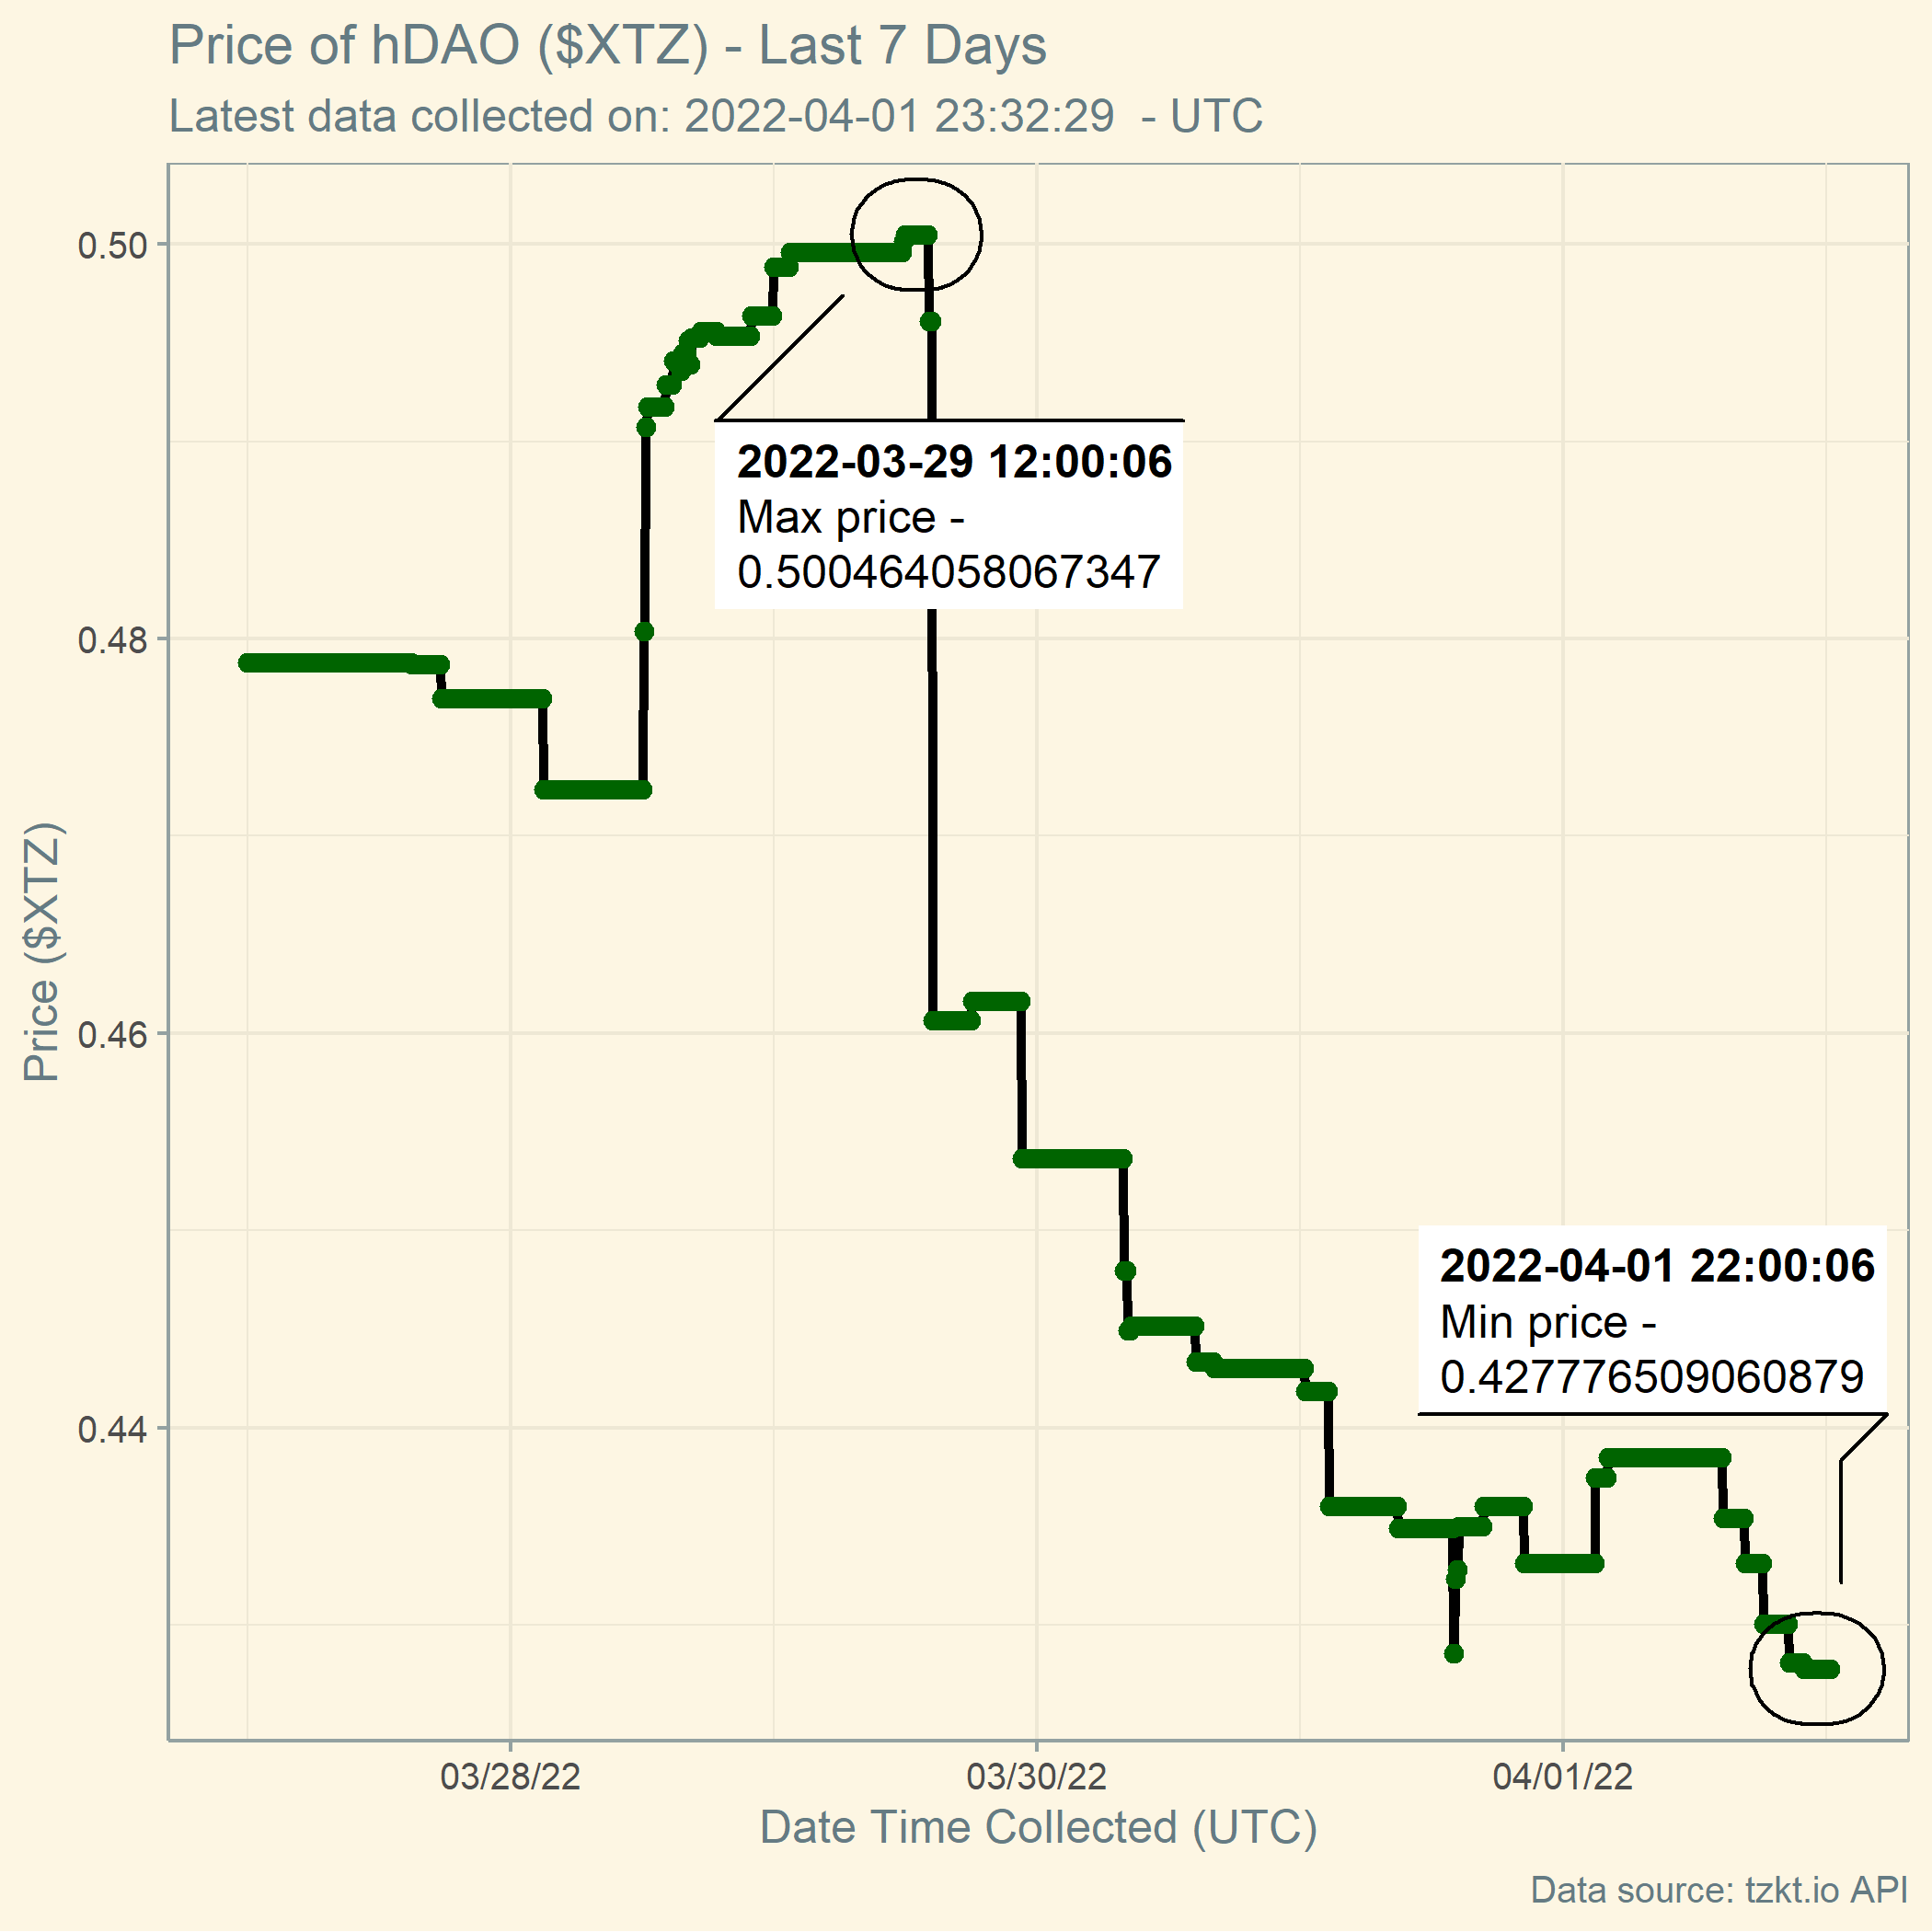 Price of hDAO ($XTZ) - Last 7 Days
Latest data collected on: 2022-04-01 23:32:29  - UTC
0.50
2022-03-29 12:00:06
Max price -
0.500464058067347
0.48
Price ($XTZ)
0.46
2022-04-01 22:00:06
Min price -
0.427776509060879
0.44
03/28/22
03/30/22
04/01/22
Date Time Collected (UTC)
Data source: tzkt.io API